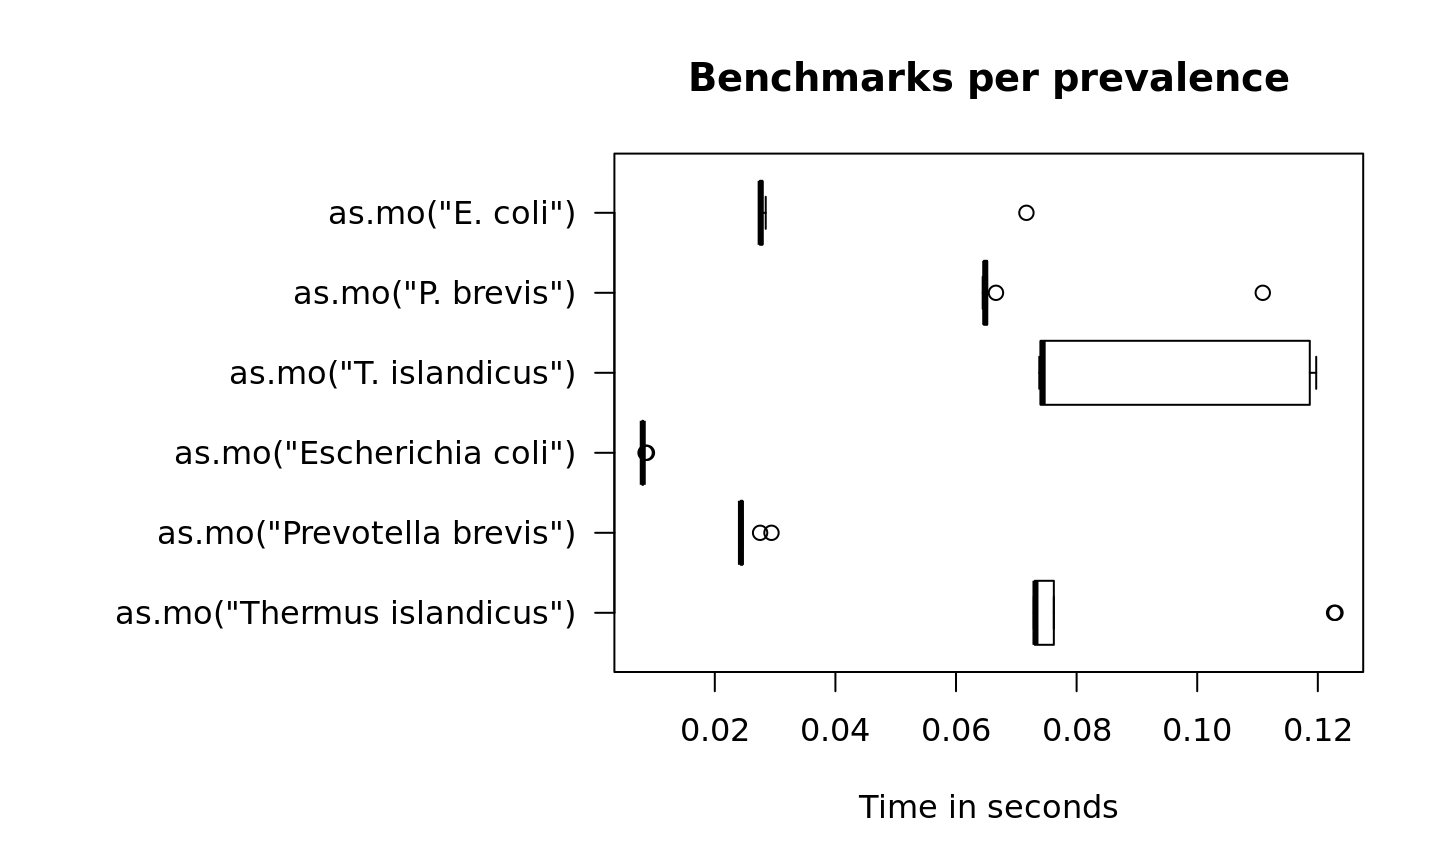 Benchmarks per prevalence
as.mo("E. coli")
as.mo("P. brevis")
as.mo("T. islandicus")
as.mo("Escherichia coli")
as.mo("Prevotella brevis")
as.mo("Thermus islandicus")
0.02 0.04 0.06 0.08 0.10 0.12
Time in seconds